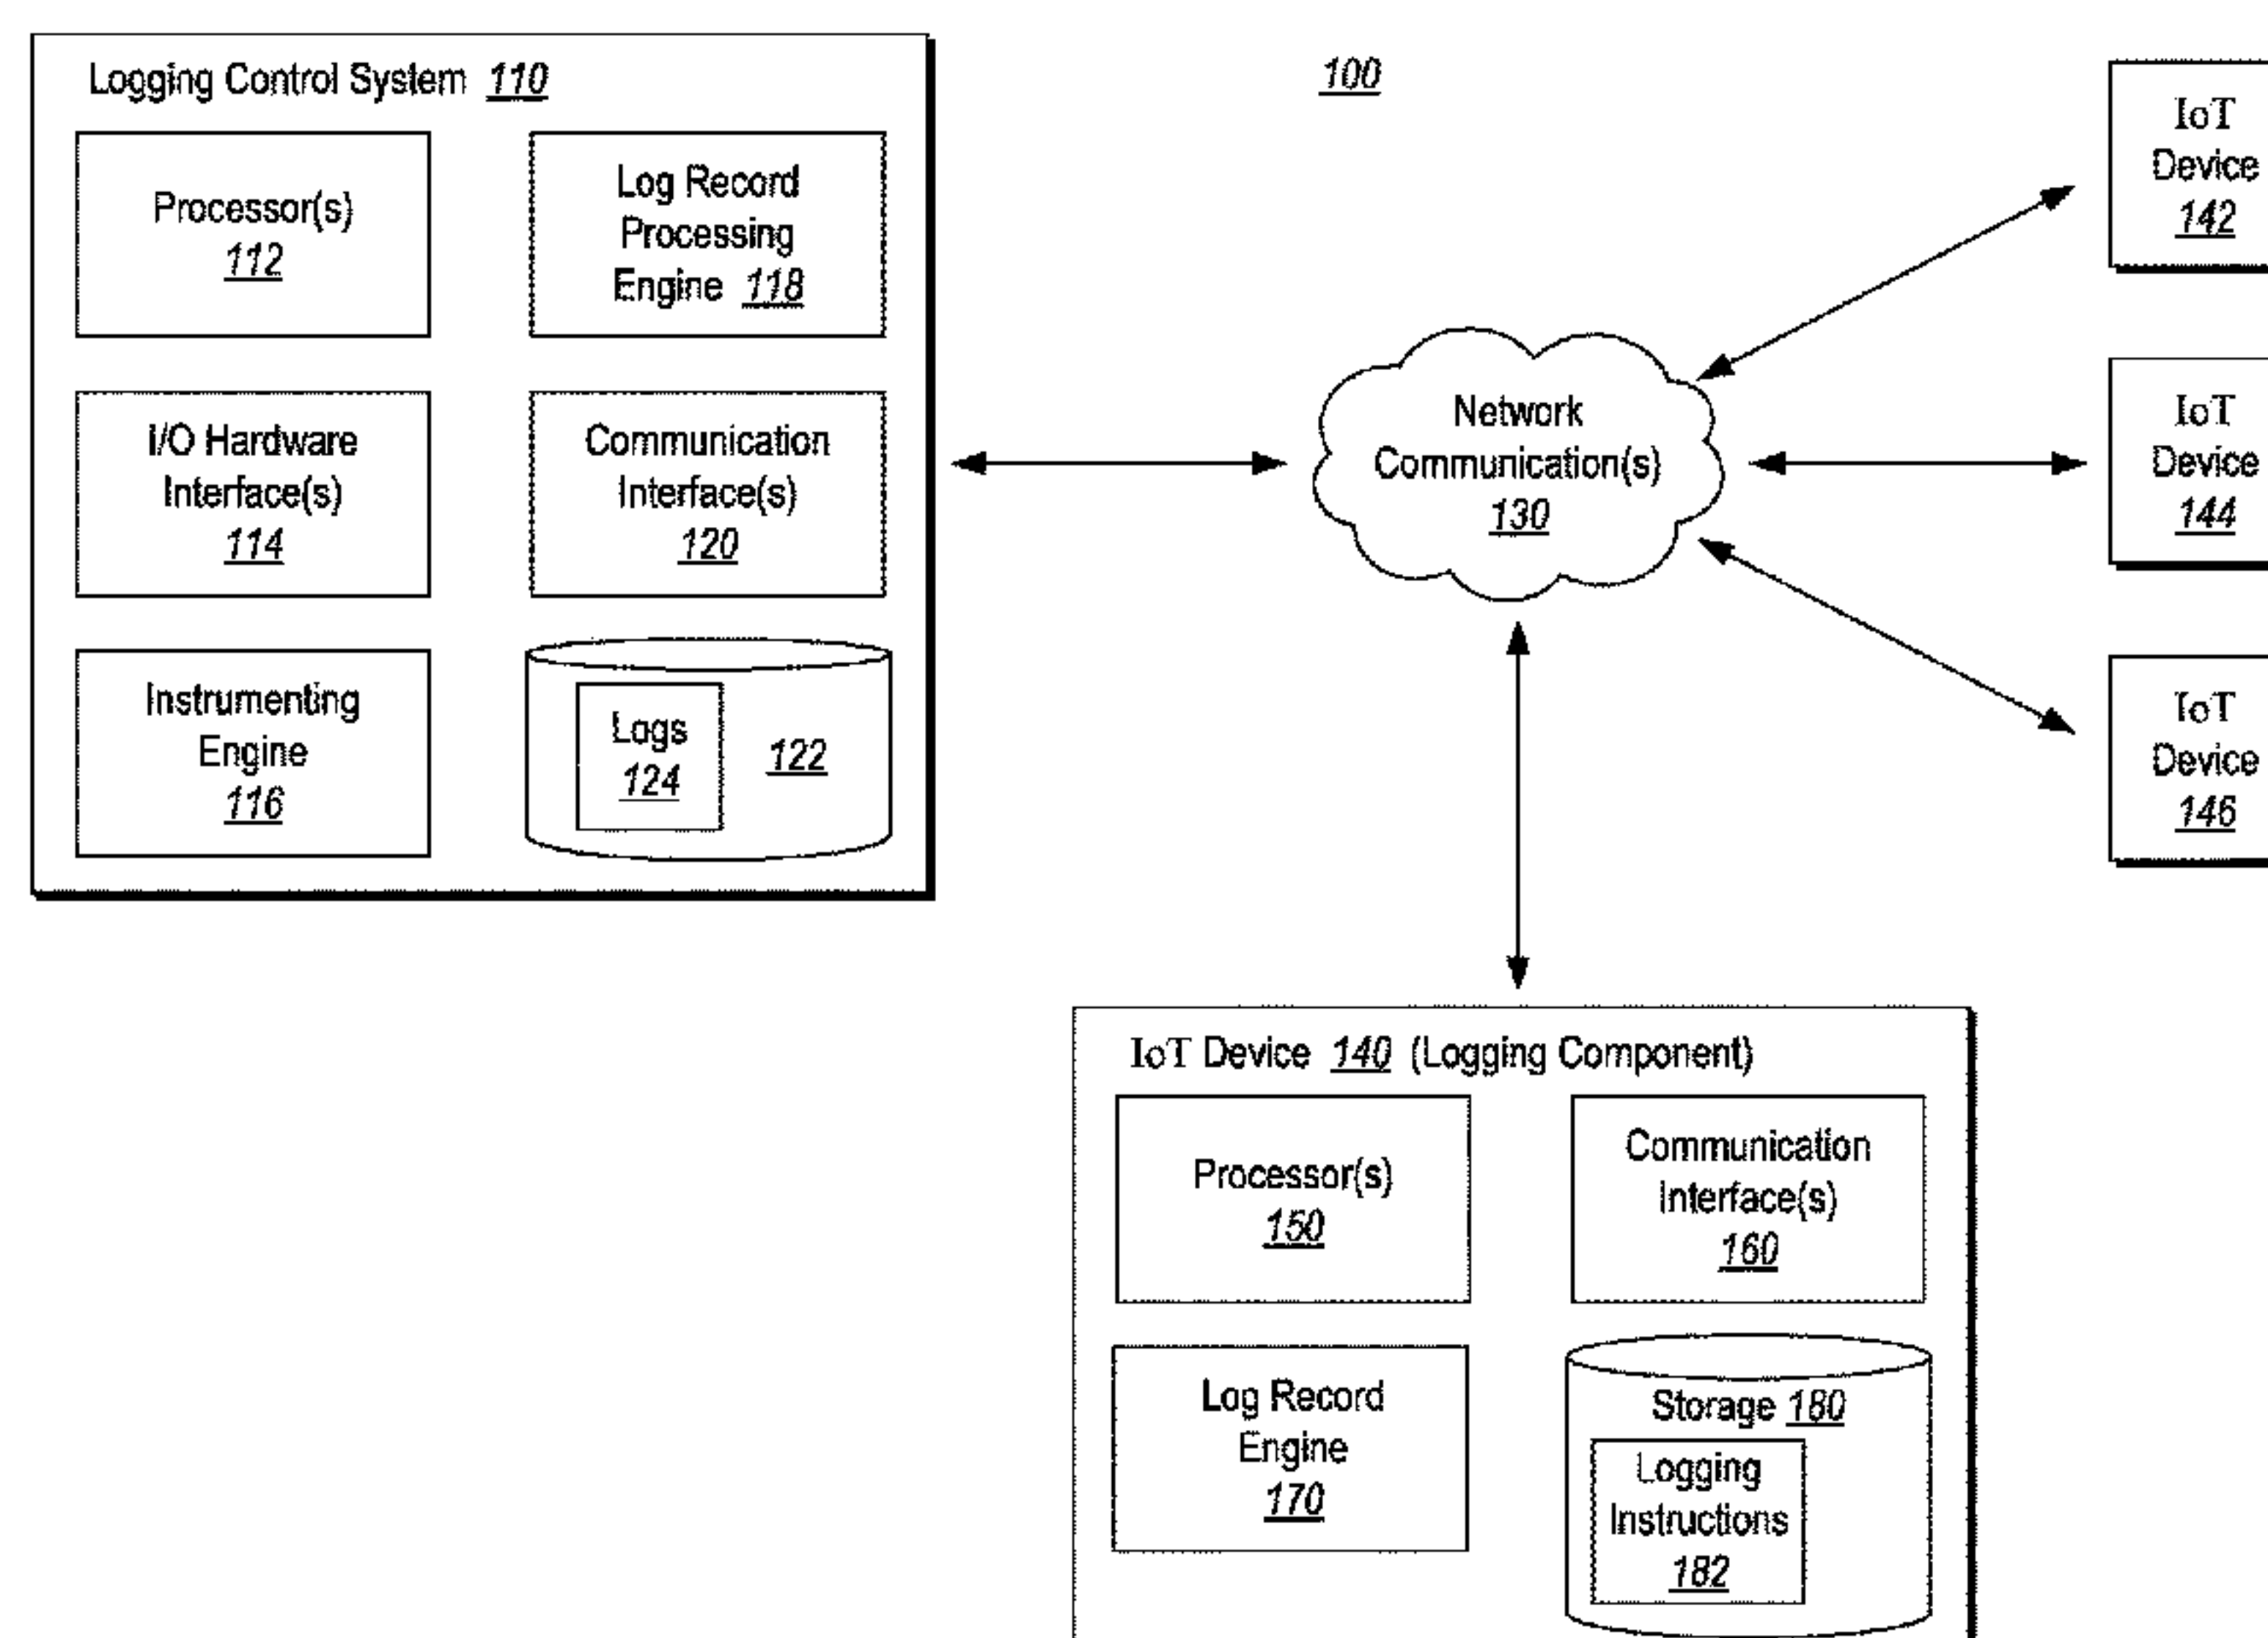 Logging Control System 110
Processor(s)
112
Log Record
Processing
Engine 118
I/O Hardware
Interface(s)
114
Communication
Interface(s)
120
Instrumenting
Engine
116
Logs
124
122
100
Network
Communication(s)
130
IoT
Device
142
IoT
Device
144
IoT
Device
146
IoT Device 140 (Logging Component)
Processor(s)
150
Communication
Interface(s)
160
Log Record
Engine
170
Storage 180
Logging
Instructions
182